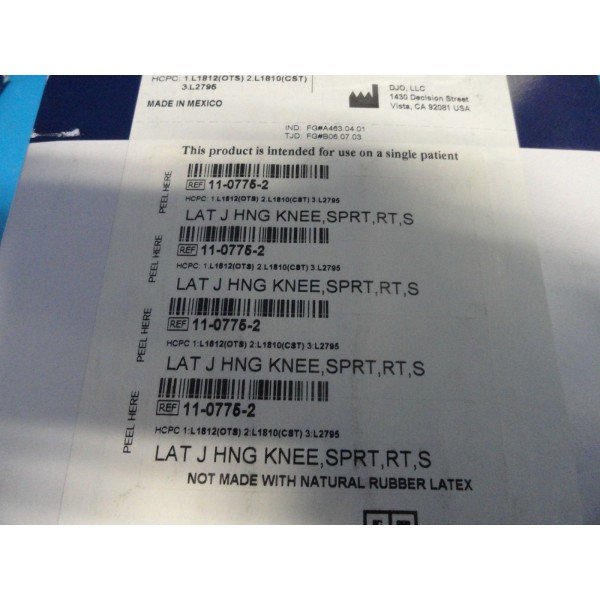 HCPC: 1:L1812(OTS) 2:L1810(CST)
3:L2795
MADE IN MEXICO
DJO, LLC
1430 Decision Street
Vista, CA 92081 USA
IND: FG#A463.04.01
TJD: FG#B06.07.03
This product is intended for use on a single patient
PEEL HERE
REF 11-0775-2
HCPC: 1:L1812(OTS) 2:L1810(CST) 3:L2795
LAT J HNG KNEE,SPRT,RT,S
PEEL HERE
REF 11-0775-2
HCPC: 1:L1812(OTS) 2:L1810(CST) 3:L2795
LAT J HNG KNEE,SPRT,RT,S
PEEL HERE
REF 11-0775-2
HCPC: 1:L1812(OTS) 2:L1810(CST) 3:L2795
LAT J HNG KNEE,SPRT,RT,S
PEEL HERE
REF 11-0775-2
HCPC 1:L1812(OTS) 2:L1810(CST) 3:L2795
LAT J HNG KNEE,SPRT,RT,S
NOT MADE WITH NATURAL RUBBER LATEX